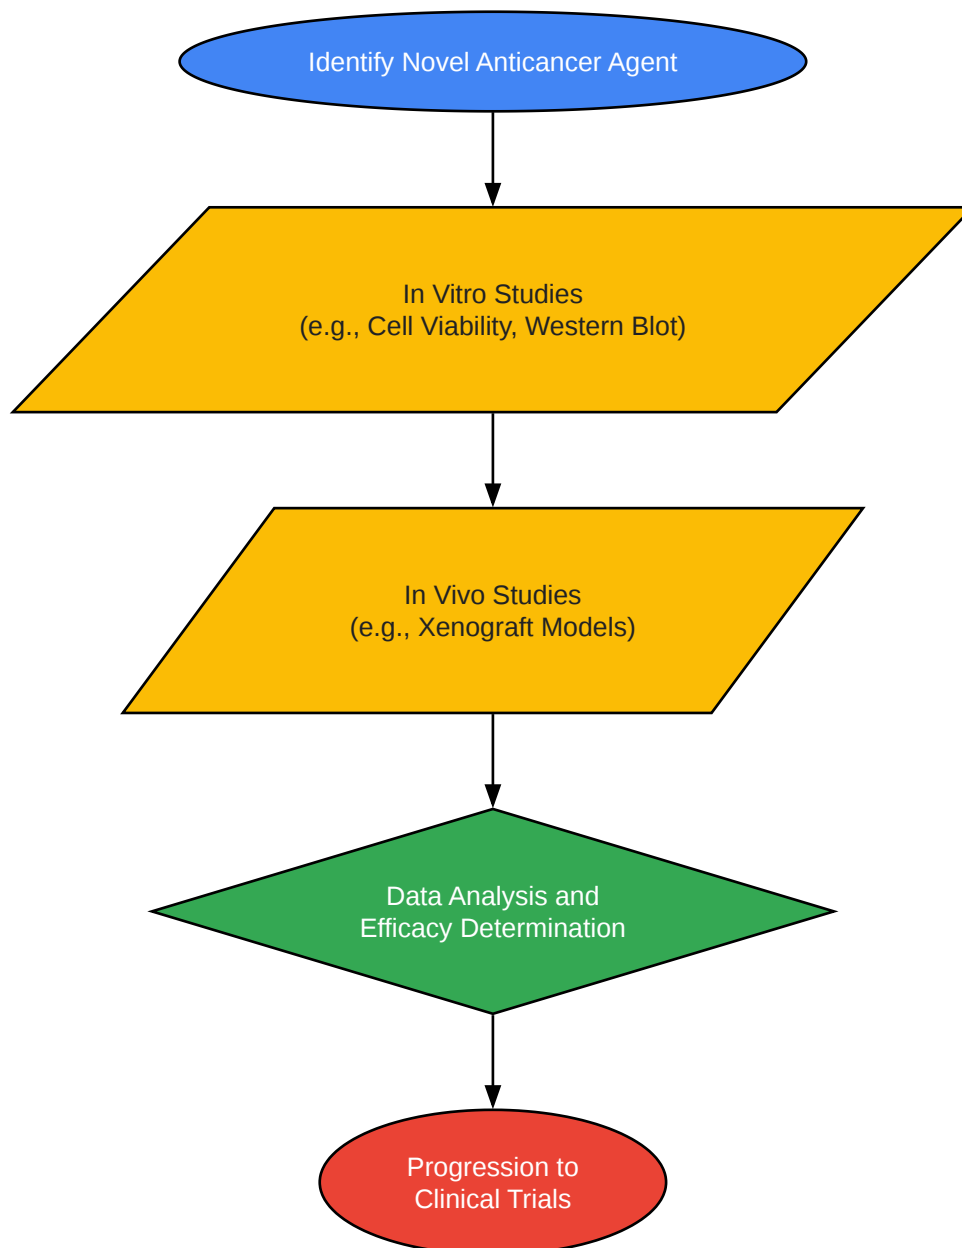 Identify Novel Anticancer Agent
In Vitro Studies
(e.g., Cell Viability, Western Blot)
In Vivo Studies
(e.g., Xenograft Models)
Data Analysis and
Efficacy Determination
Progression to
Clinical Trials